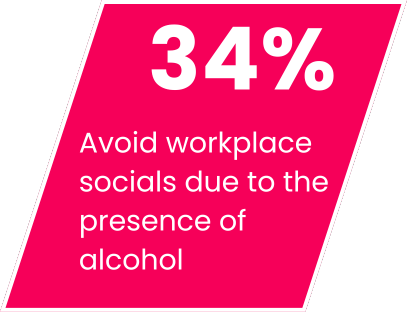 34%
Avoid workplace
socials due to the
presence of
alcohol